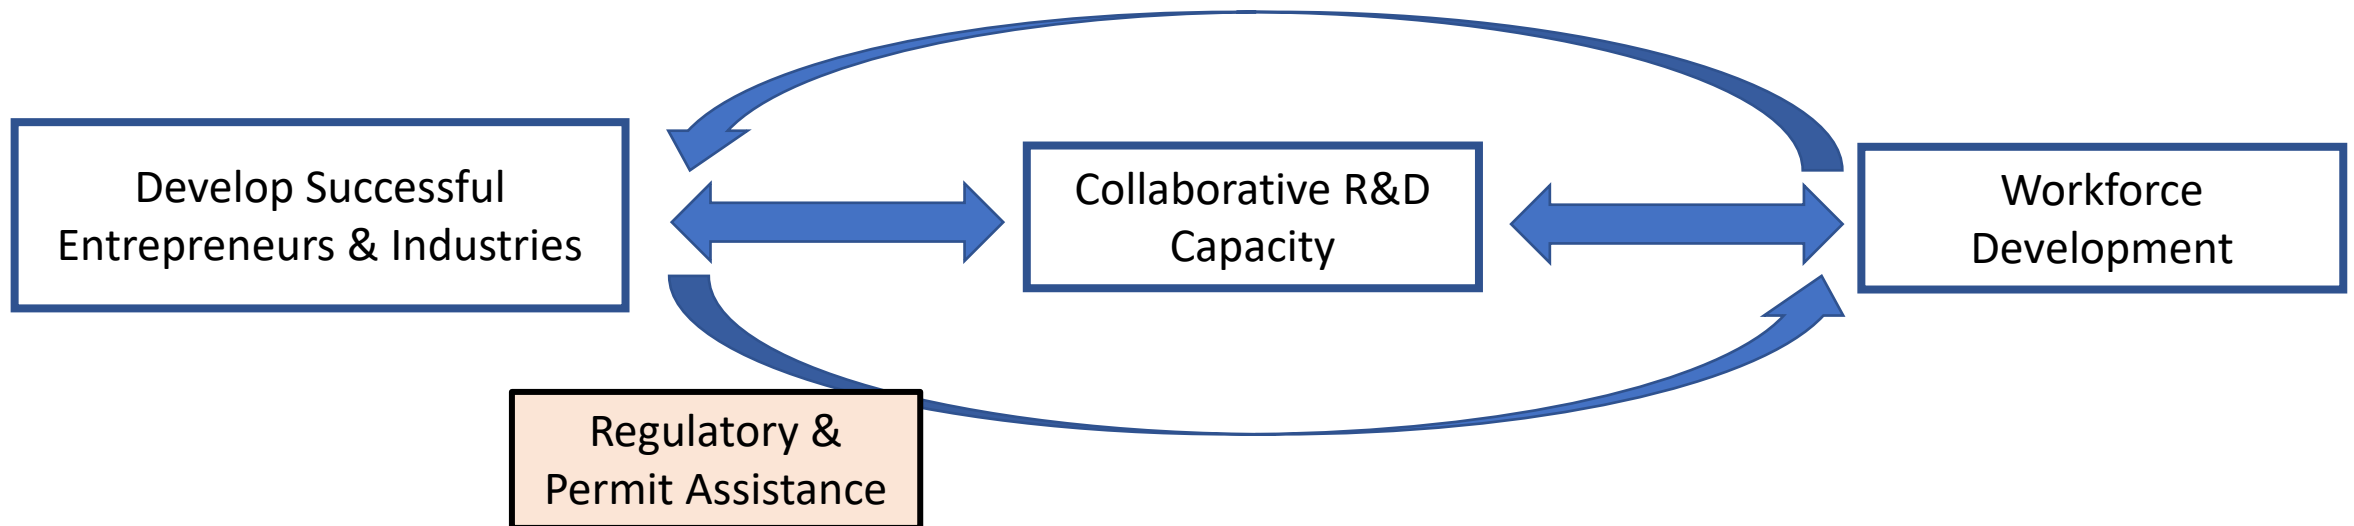 Develop Successful
Entrepreneurs & Industries
Collaborative R&D
Capacity
Workforce
Development
Regulatory &
Permit Assistance